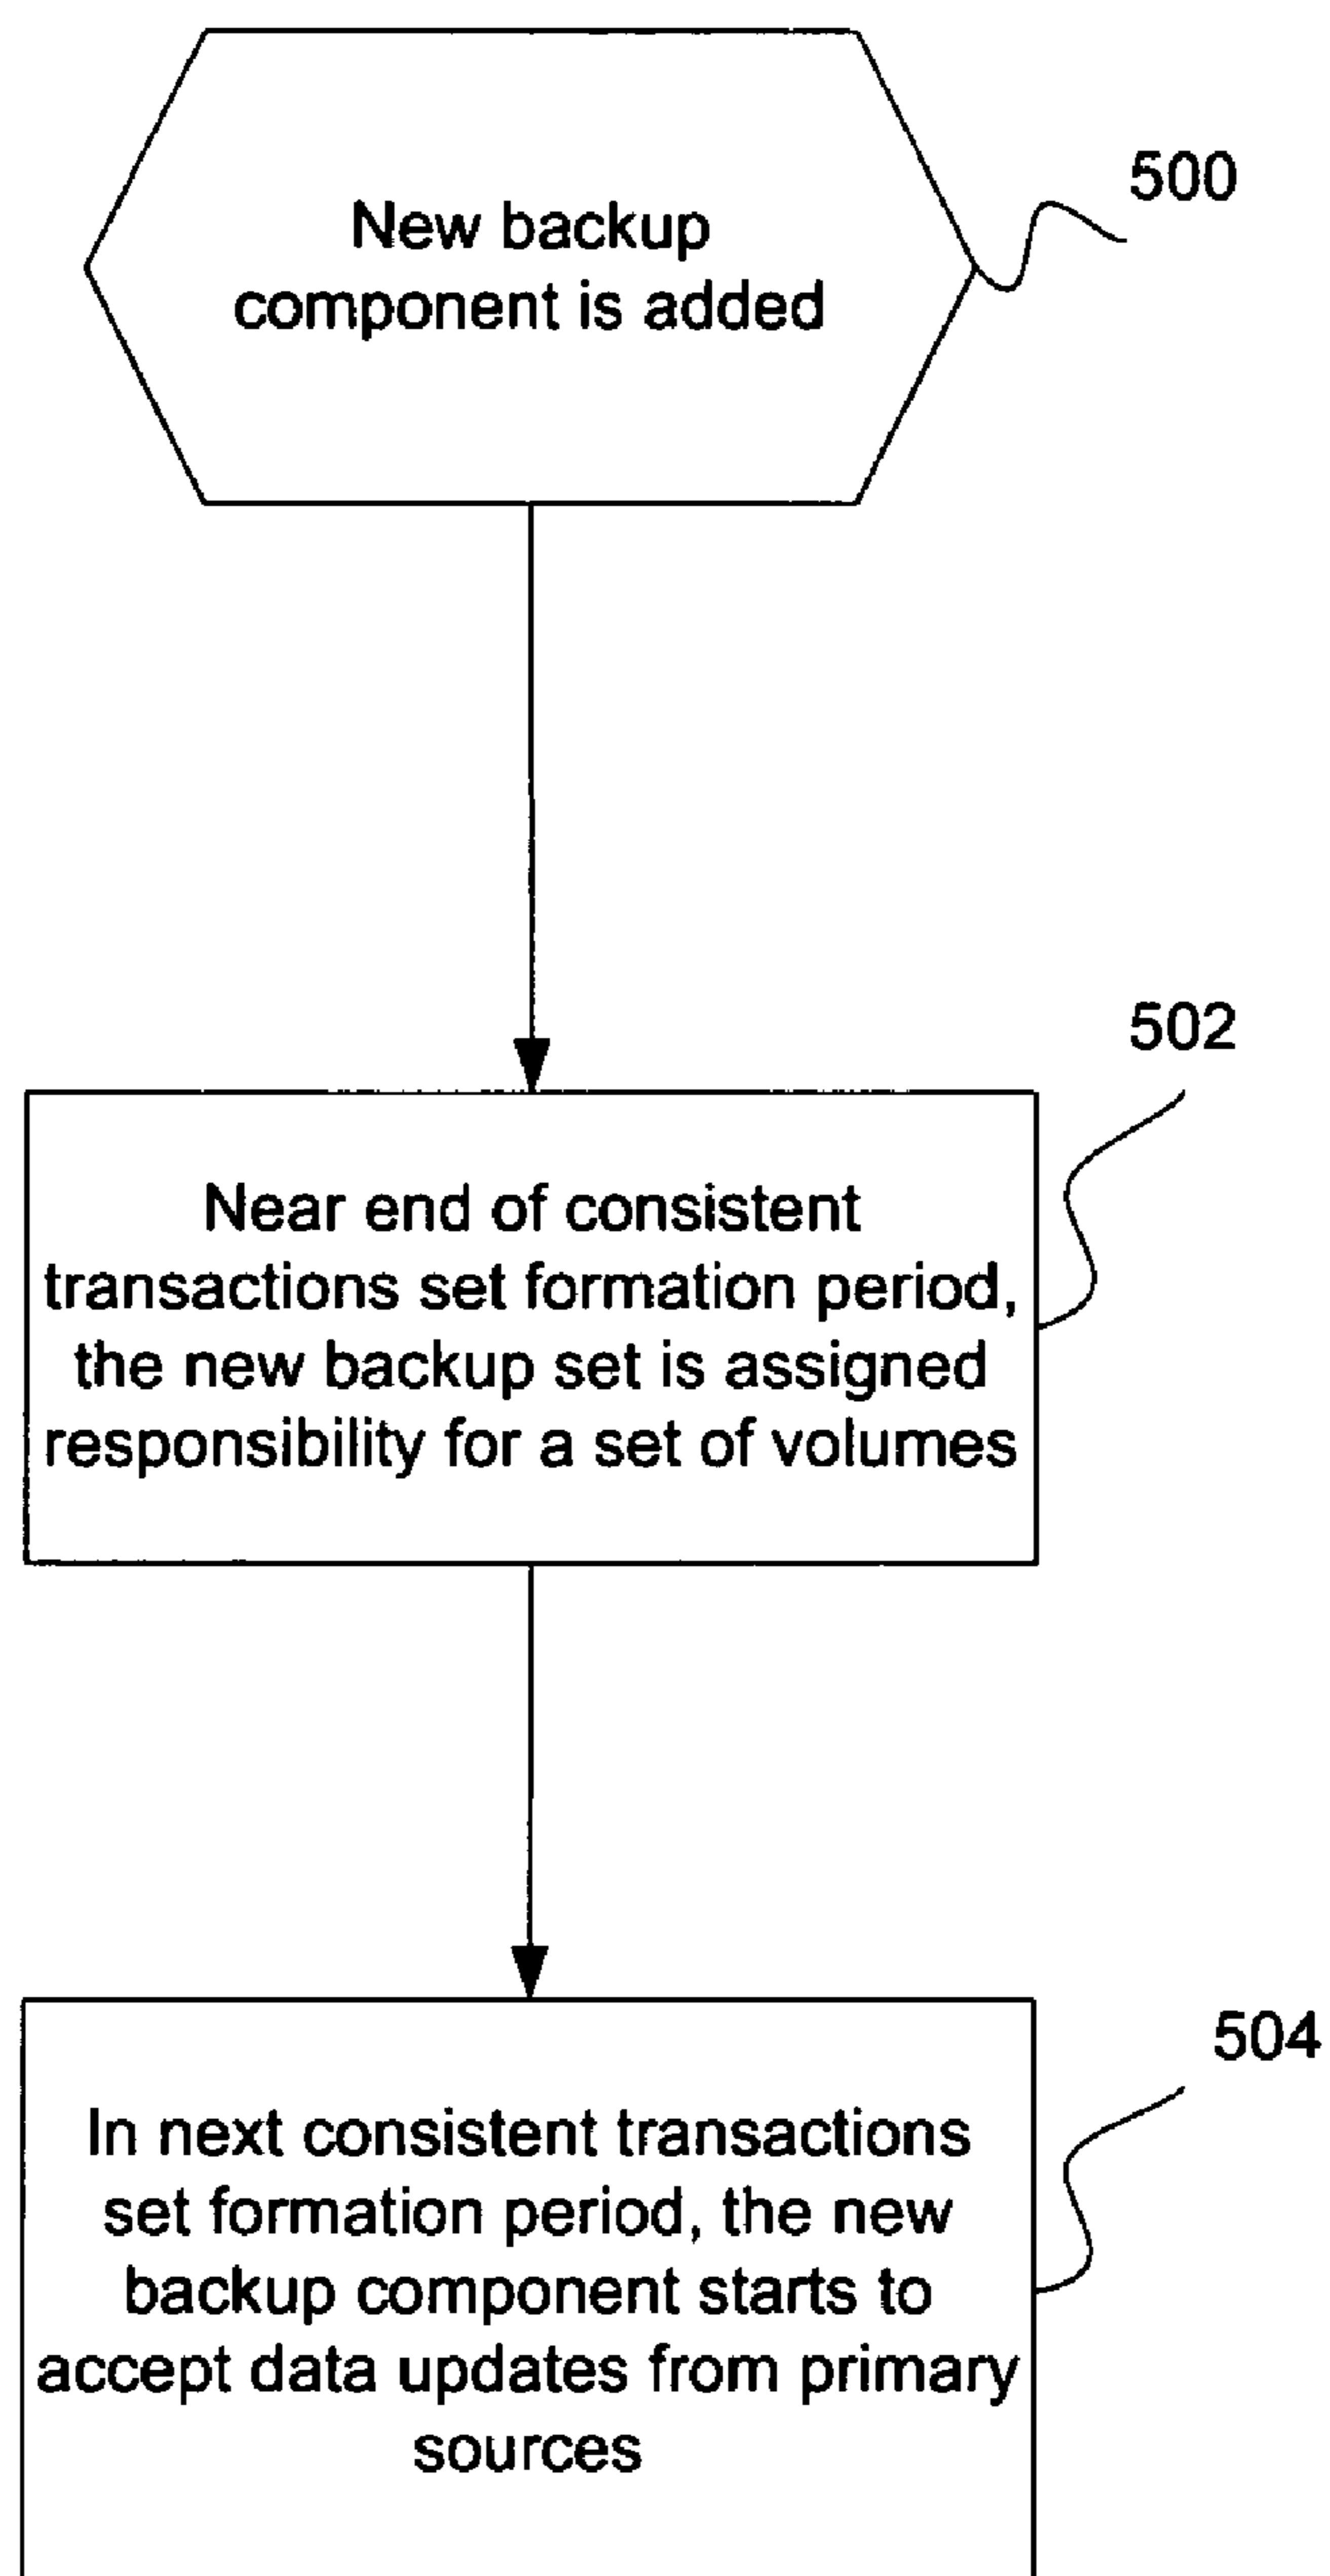 New backup
component is added
500
502
Near end of consistent
transactions set formation period,
the new backup set is assigned
responsibility for a set of volumes
504
In next consistent transactions
set formation period, the new
backup component starts to
accept data updates from primary
sources